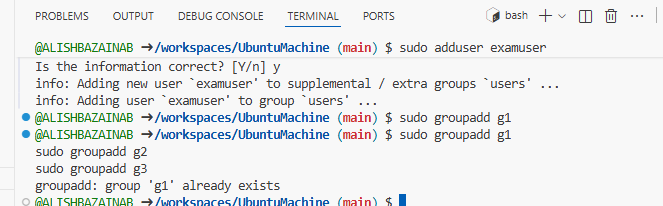 PROBLEMS OUTPUT DEBUG CONSOLE TERMINAL PORTS bash
@ALISHBAZAINAB ➜/workspaces/UbuntuMachine (main) $ sudo adduser examuser
Is the information correct? [Y/n] y
info: Adding new user `examuser' to supplemental / extra groups `users' ...
info: Adding user `examuser' to group `users' ...
@ALISHBAZAINAB ➜/workspaces/UbuntuMachine (main) $ sudo groupadd g1
@ALISHBAZAINAB ➜/workspaces/UbuntuMachine (main) $ sudo groupadd g1
sudo groupadd g2
sudo groupadd g3
groupadd: group 'g1' already exists
@ALISHBAZAINAB ➜/workspaces/UbuntuMachine (main) $